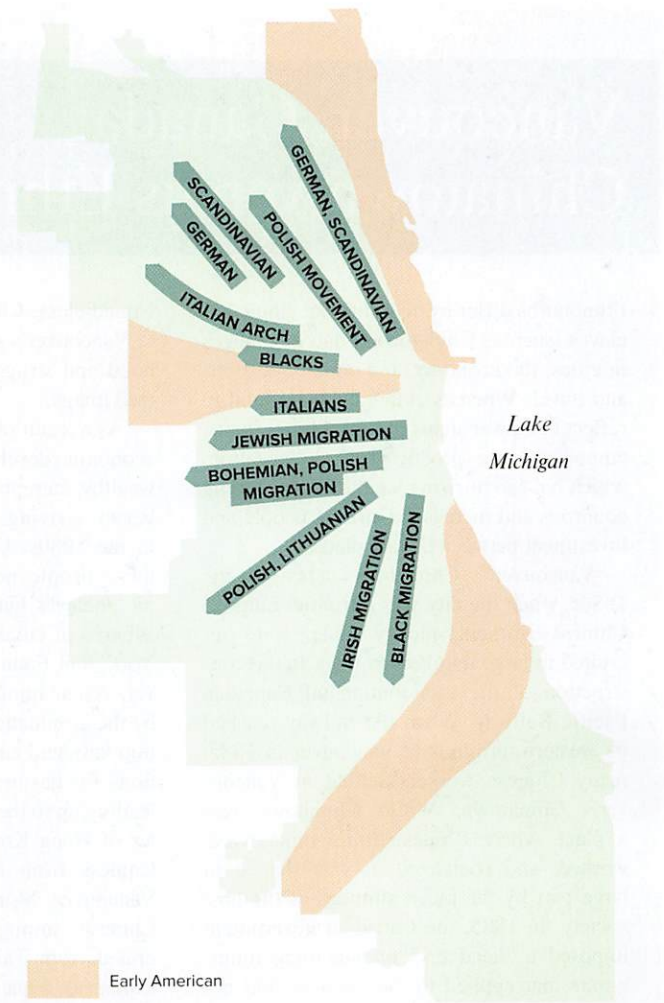 GERMAN, SCANDINAVIAN
SCANDINAVIAN
POLISH MOVEMENT
GERMAN
ITALIAN ARCH
BLACKS
ITALIANS
Lake
Michigan
JEWISH MIGRATION
BOHEMIAN, POLISH
MIGRATION
POLISH, LITHUANIAN
IRISH MIGRATION
BLACK MIGRATION
Early American